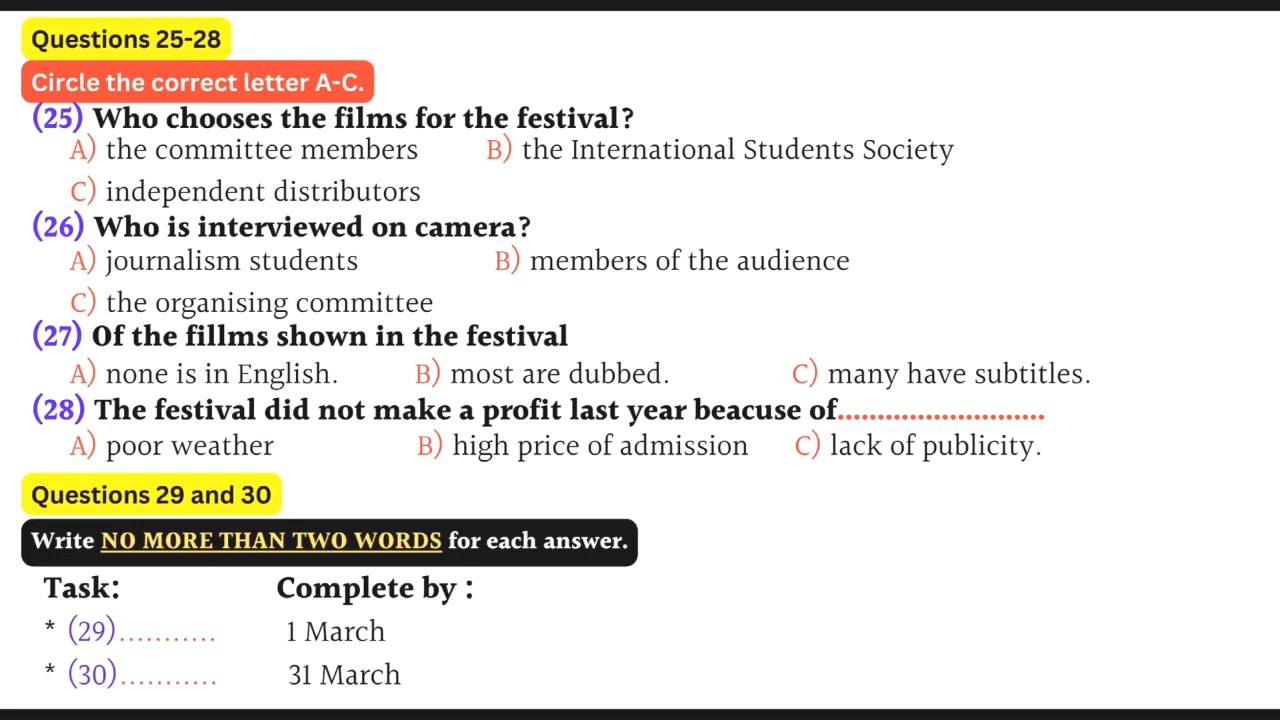 Questions 25-28
Circle the correct letter A-C.
(25) Who chooses the films for the festival?
A) the committee members B) the International Students Society
C) independent distributors
(26) Who is interviewed on camera?
A) journalism students B) members of the audience
C) the organising committee
(27) Of the fillms shown in the festival
A) none is in English. B) most are dubbed. C) many have subtitles.
(28) The festival did not make a profit last year beacuse of..........................
A) poor weather B) high price of admission C) lack of publicity.
Questions 29 and 30
Write NO MORE THAN TWO WORDS for each answer.
Task: Complete by :
* (29)........... 1 March
* (30)........... 31 March